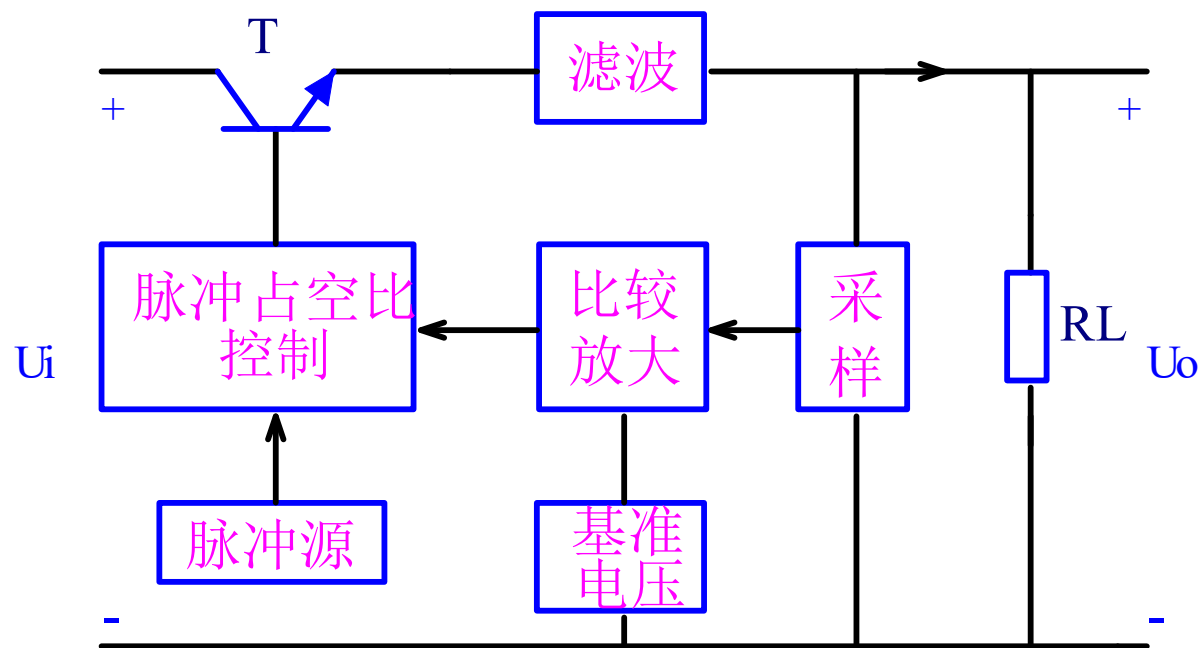 T
滤波
+
+
脉冲占空比
控制
比较
放大
采
样
RL
Ui
Uo
脉冲源
基准
电压
-
-